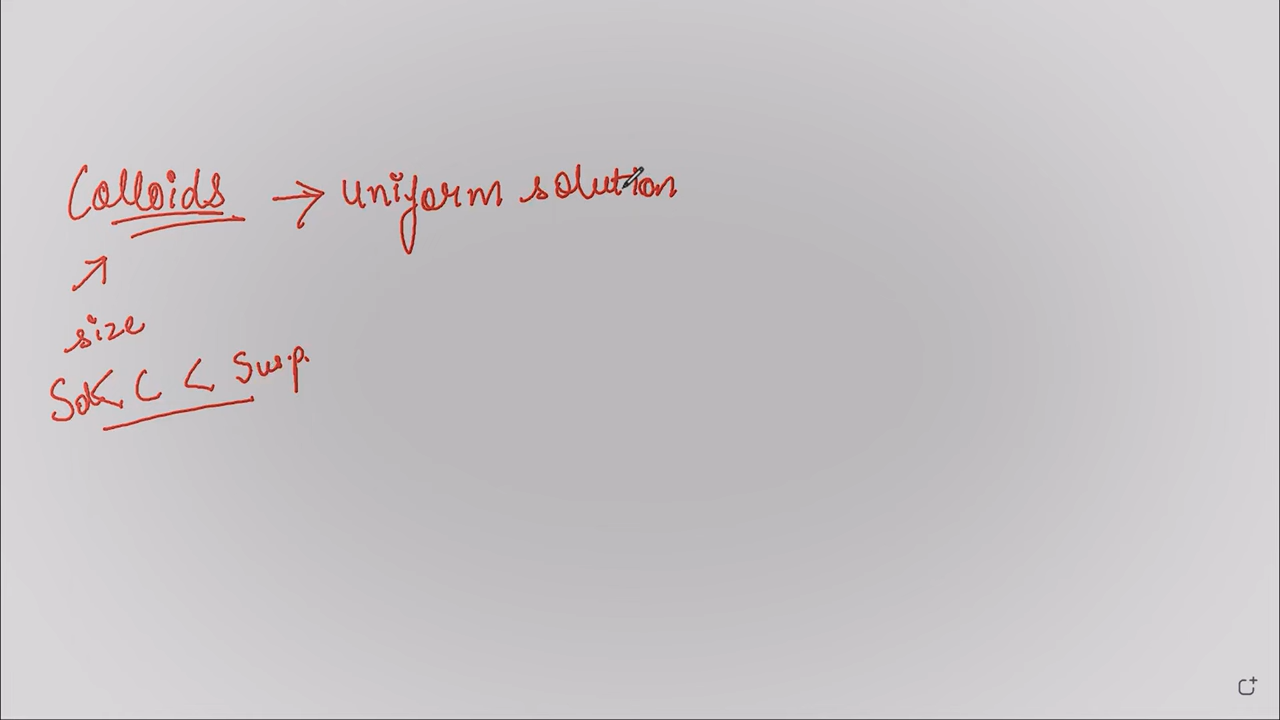 Colloids → uniform solution
↗
size
Sol < C < Susp.